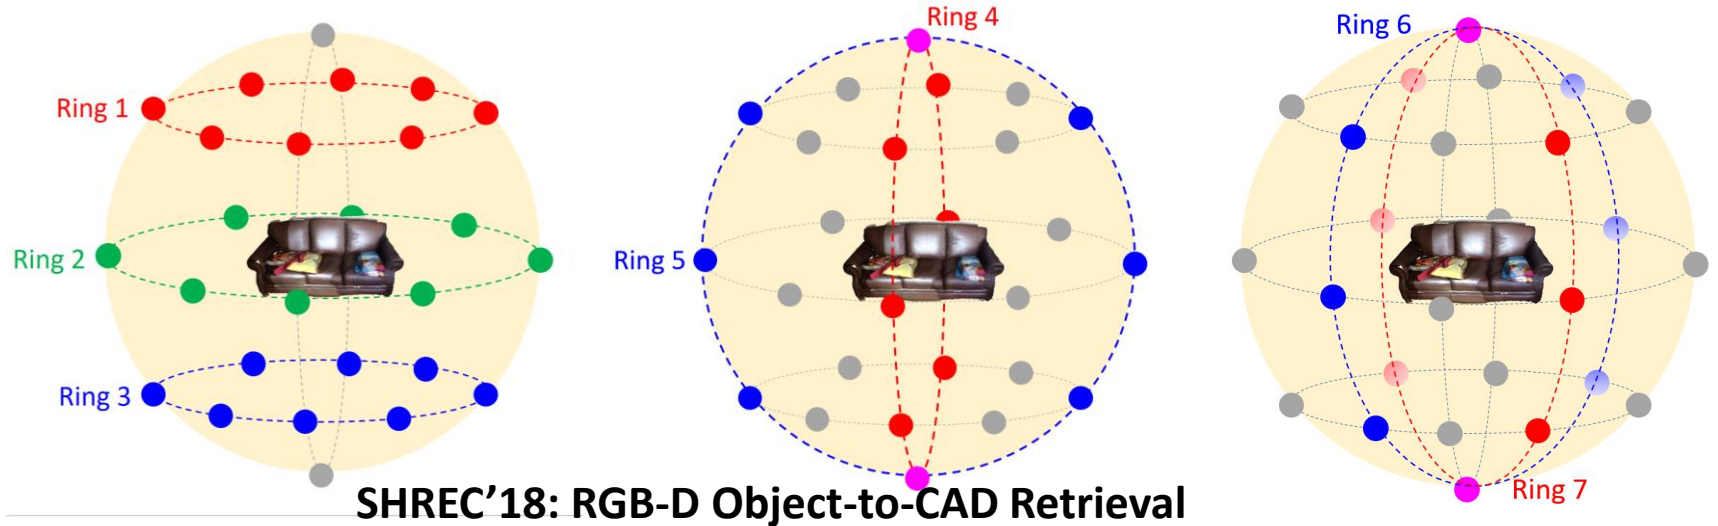 Ring 1
Ring 2
Ring 3
Ring 4
Ring 5
Ring 6
Ring 7
SHREC’18: RGB-D Object-to-CAD Retrieval